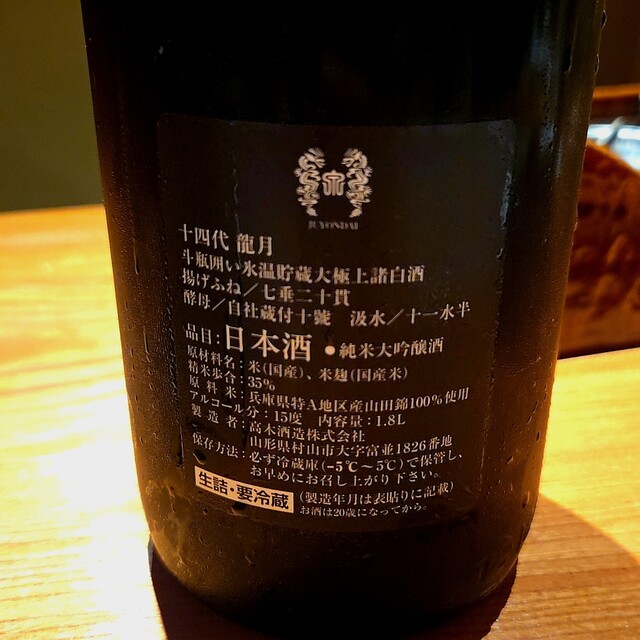 JUYONDAI
十四代 龍月
斗瓶囲い氷温貯蔵大極上諸白酒
揚げふね／七垂二十貫
酵母／自社蔵付十號 汲水／十一水半
品目：日本酒・純米大吟醸酒
原材料名：米(国産)、米麹(国産米)
精米歩合：35%
原料米：兵庫県特A地区産山田錦100%使用
アルコール分：15度 内容量：1.8L
製造者：高木酒造株式会社
山形県村山市大字富並1826番地
保存方法：必ず冷蔵庫(-5℃～5℃)で保管し、
お早めにお召し上がり下さい。
生詰・要冷蔵 (製造年月は表貼りに記載)
お酒は20歳になってから。